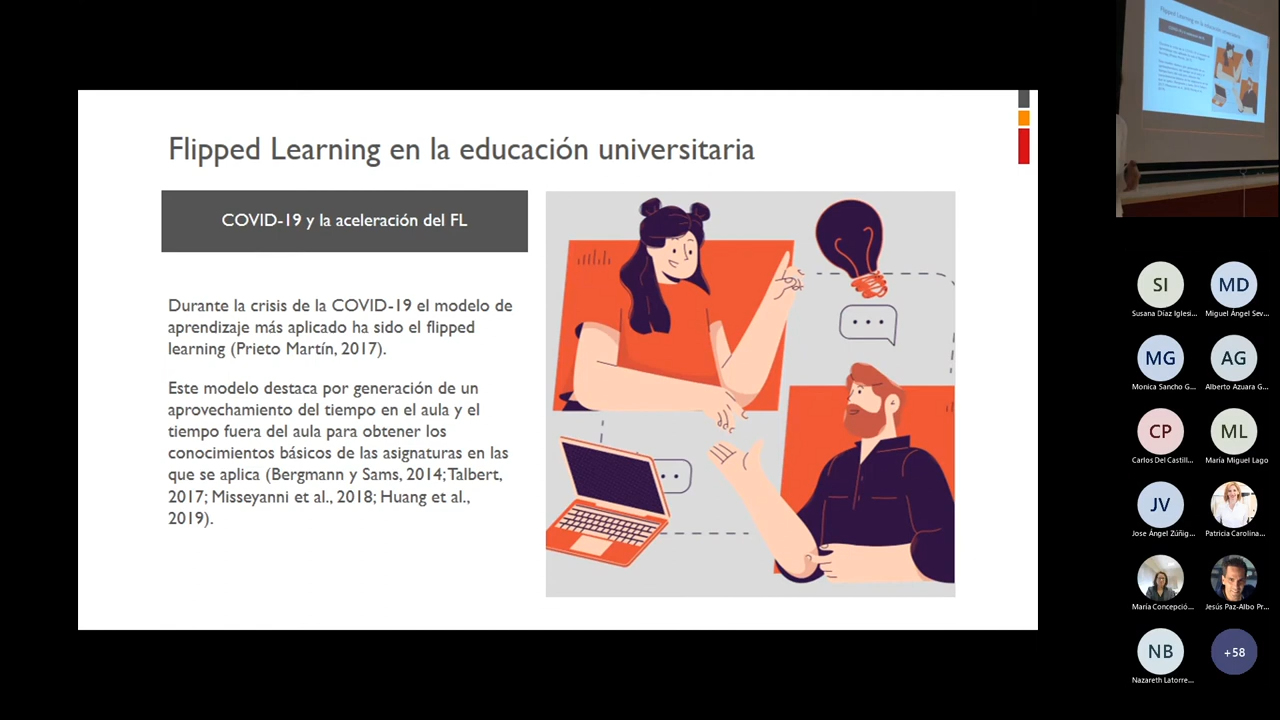 Flipped Learning en la educación universitaria
COVID-19 y la aceleración del FL
Durante la crisis de la COVID-19 el modelo de
aprendizaje más aplicado ha sido el flipped
learning (Prieto Martín, 2017).
Este modelo destaca por generación de un
aprovechamiento del tiempo en el aula y el
tiempo fuera del aula para obtener los
conocimientos básicos de las asignaturas en las
que se aplica (Bergmann y Sams, 2014; Talbert,
2017; Misseyanni et al., 2018; Huang et al.,
2019).
Flipped Learning en la educación universitaria
SI
MD
Susana Díaz Iglesi...
Miguel Ángel Sev...
MG
AG
Monica Sancho G...
Alberto Azuara G...
CP
ML
Carlos Del Castill...
María Miguel Lago
JV
Jose Ángel Zúñig...
Patricia Carolina...
María Concepció...
Jesús Paz-Albo Pr...
NB
+58
Nazareth Latorre...